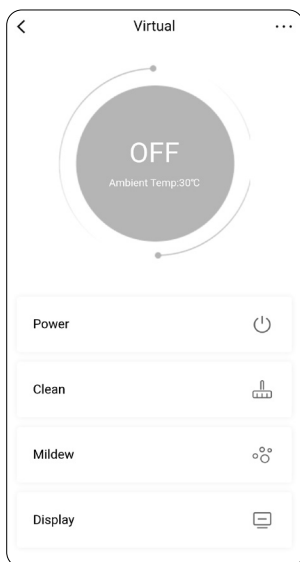 Virtual
OFF
Ambient Temp:30℃
Power
Clean
Mildew
Display